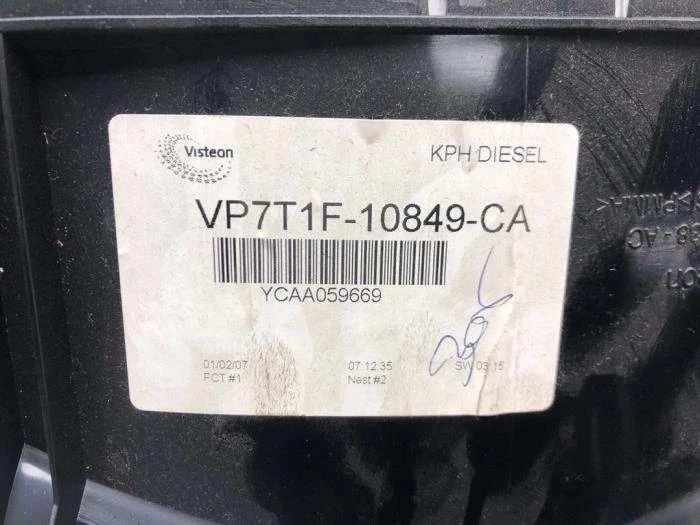 Visteon
KPH DIESEL
VP7T1F-10849-CA
YCAA059669
01/02/07 07:12:35 SW 03.15
FCT #1 Nest #2
>PMMA<